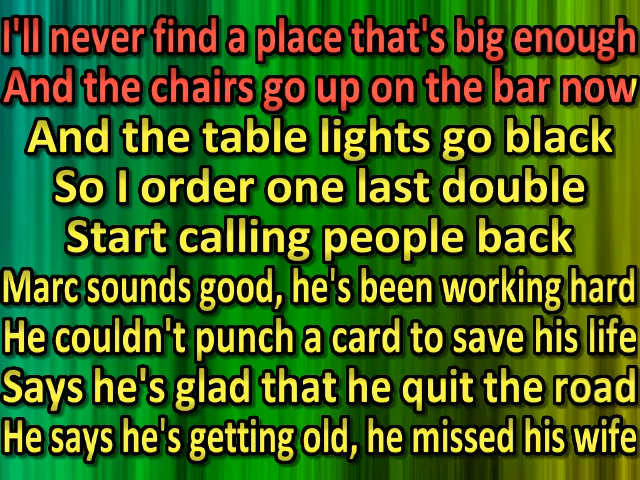 I'll never find a place that's big enough
And the chairs go up on the bar now
And the table lights go black
So I order one last double
Start calling people back
Marc sounds good, he's been working hard
He couldn't punch a card to save his life
Says he's glad that he quit the road
He says he's getting old, he missed his wife